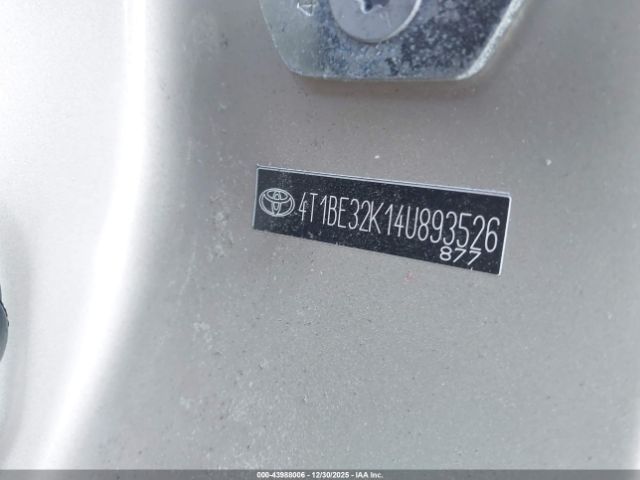 4T1BE32K14U893526
877
000-43988006 • 12/30/2025 • IAA Inc.